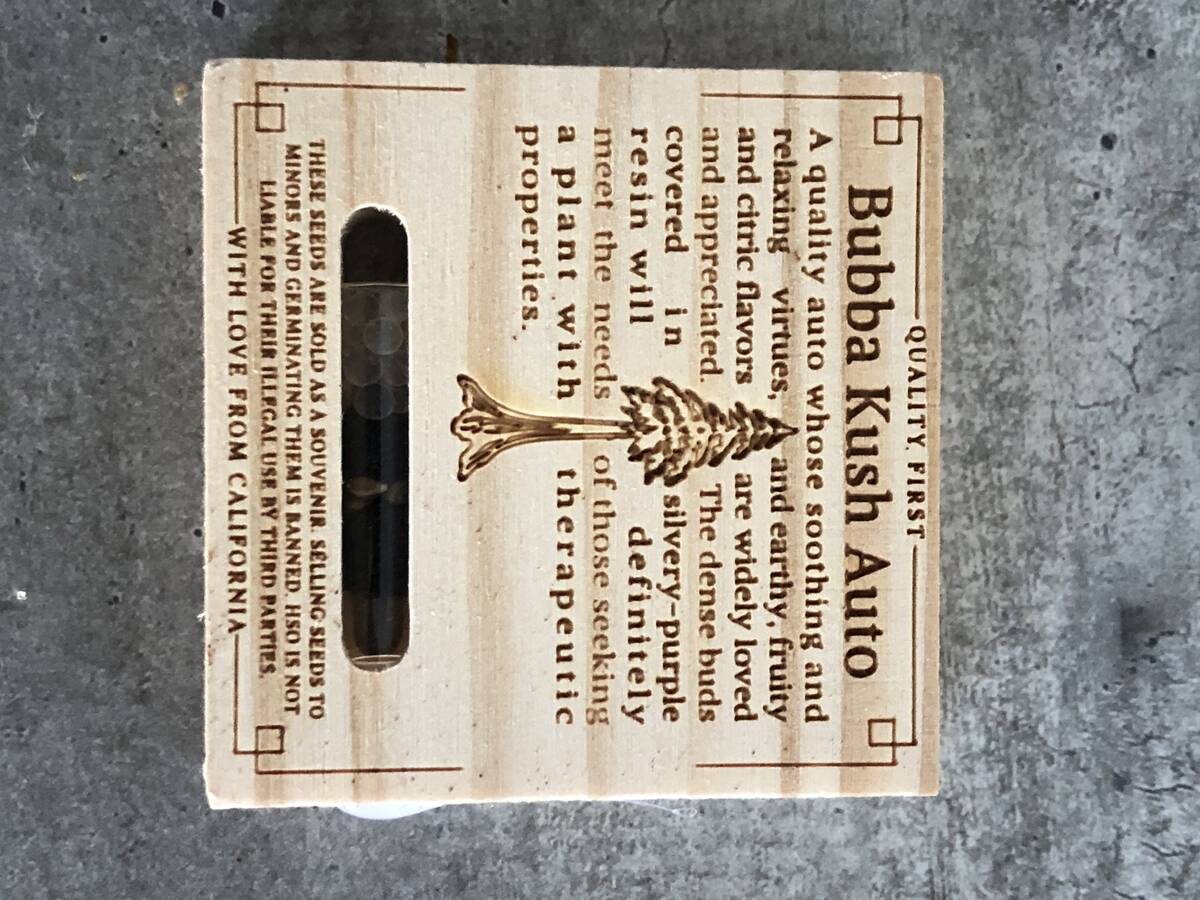 QUALITY, FIRST
Bubba Kush Auto
A quality auto whose soothing and
relaxing virtues, and earthy, fruity
and citric flavors are widely loved
and appreciated. The dense buds
covered in silvery-purple
resin will definitely
meet the needs of those seeking
a plant with therapeutic
properties.
THESE SEEDS ARE SOLD AS A SOUVENIR. SELLING SEEDS TO
MINORS AND GERMINATING THEM IS BANNED. HSO IS NOT
LIABLE FOR THEIR ILLEGAL USE BY THIRD PARTIES.
WITH LOVE FROM CALIFORNIA